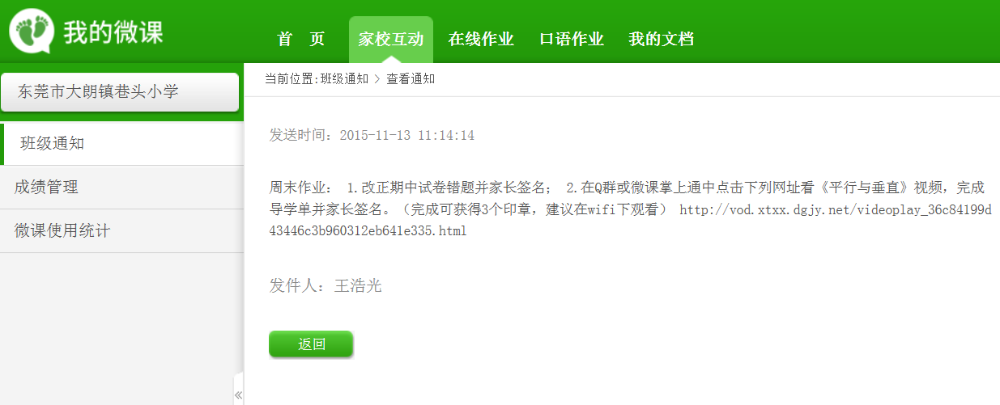 我的微课
首 页 家校互动 在线作业 口语作业 我的文档
东莞市大朗镇巷头小学
班级通知
成绩管理
微课使用统计
当前位置:班级通知 > 查看通知
发送时间：2015-11-13 11:14:14
周末作业： 1.改正期中试卷错题并家长签名； 2.在Q群或微课掌上通中点击下列网址看《平行与垂直》视频，完成
导学单并家长签名。（完成可获得3个印章，建议在wifi下观看） http://vod.xtxx.dgjy.net/videoplay_36c84199d
43446c3b960312eb641e335.html
发件人：王浩光
返回
«